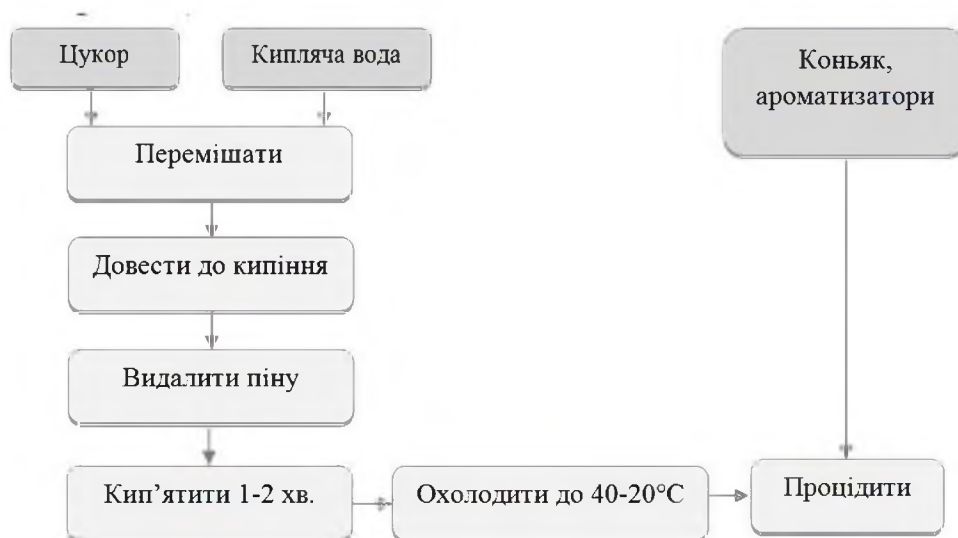 Цукор
Кипляча вода
Коньяк,
ароматизатори
Перемішати
Довести до кипіння
Видалити піну
Кип’ятити 1-2 хв.
Охолодити до 40-20°С
Процідити